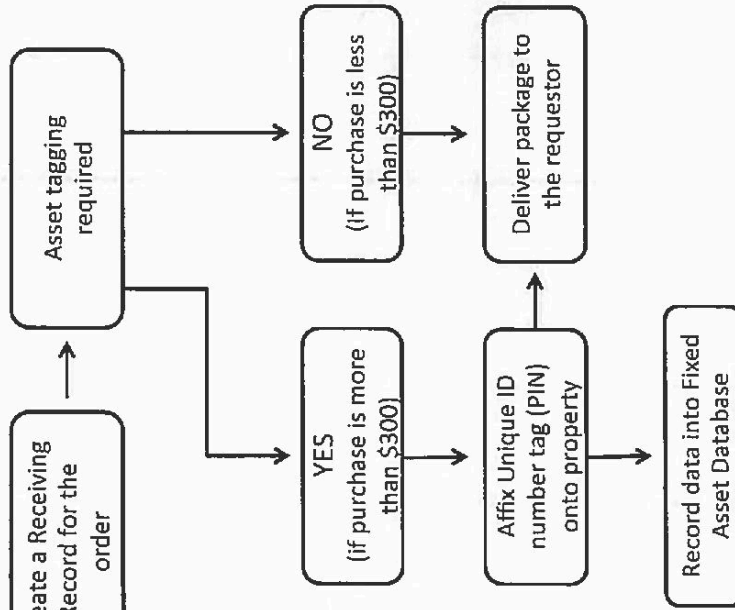 eate a Receiving
Record for the
order
Asset tagging
required
YES
(if purchase is more
than $300)
NO
(If purchase is less
than $300)
Affix Unique ID
number tag (PIN)
onto property
Deliver package to
the requestor
Record data into Fixed
Asset Database